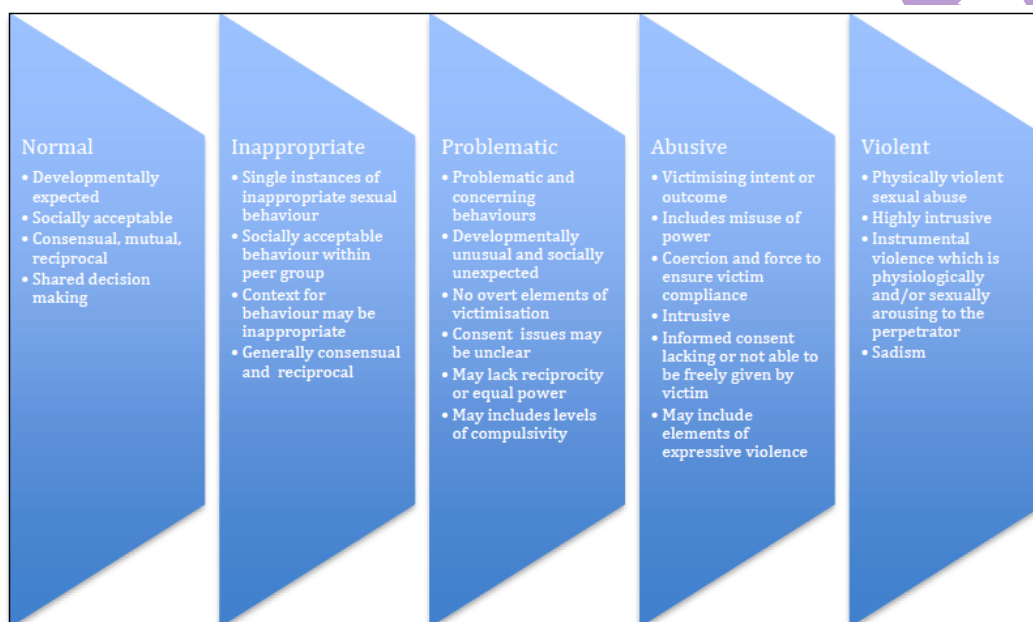 Normal
• Developmentally
expected
• Socially acceptable
• Consensual, mutual,
reciprocal
• Shared decision
making
Inappropriate
• Single instances of
inappropriate sexual
behaviour
• Socially acceptable
behaviour within
peer group
• Context for
behaviour may be
inappropriate
• Generally consensual
and reciprocal
Problematic
• Problematic and
concerning
behaviours
• Developmentally
unusual and socially
unexpected
• No overt elements of
victimisation
• Consent issues may
be unclear
• May lack reciprocity
or equal power
• May includes levels
of compulsivity
Abusive
• Victimising intent or
outcome
• Includes misuse of
power
• Coercion and force to
ensure victim
compliance
• Intrusive
• Informed consent
lacking or not able to
be freely given by
victim
• May include
elements of
expressive violence
Violent
• Physically violent
sexual abuse
• Highly intrusive
• Instrumental
violence which is
physiologically
and/or sexually
arousing to the
perpetrator
• Sadism